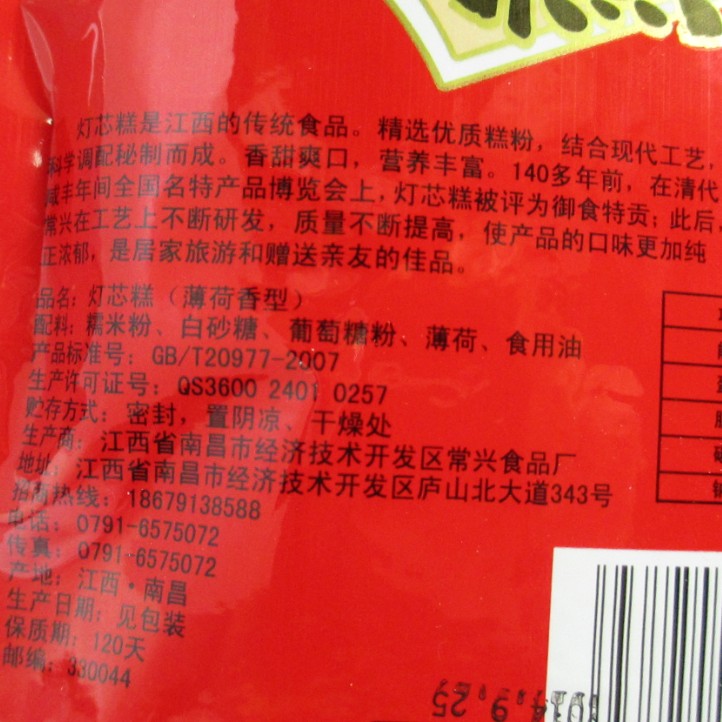 灯芯糕是江西的传统食品。精选优质糕粉，结合现代工艺，
科学调配秘制而成。香甜爽口，营养丰富。140多年前，在清代
咸丰年间全国名特产品博览会上，灯芯糕被评为御食特贡；此后，
常兴在工艺上不断研发，质量不断提高，使产品的口味更加纯
正浓郁，是居家旅游和赠送亲友的佳品。
品名：灯芯糕（薄荷香型）
配料：糯米粉、白砂糖、葡萄糖粉、薄荷、食用油
产品标准号：GB/T20977-2007
生产许可证号：QS3600 2401 0257
贮存方式：密封，置阴凉、干燥处
生产商：江西省南昌市经济技术开发区常兴食品厂
地址：江西省南昌市经济技术开发区庐山北大道343号
招商热线：18679138588
电话：0791-6575072
传真：0791-6575072
产地：江西·南昌
生产日期：见包装
保质期：120天
邮编：330044